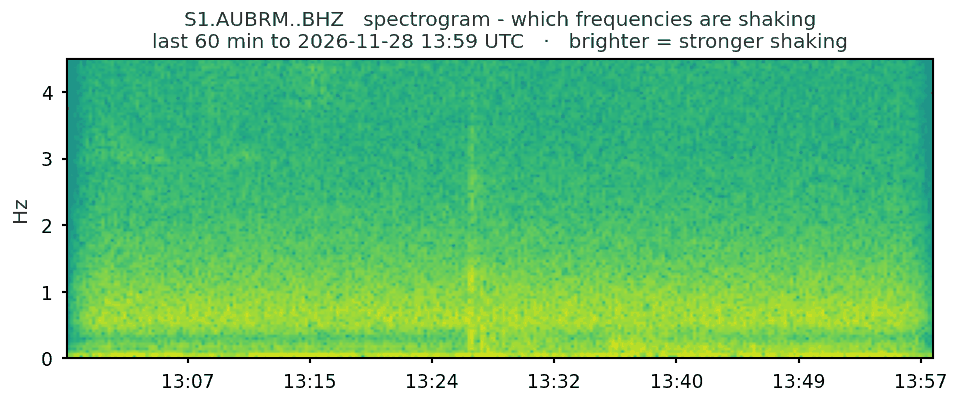 S1.AUBRM..BHZ   spectrogram - which frequencies are shaking
last 60 min to 2026-11-28 13:59 UTC   ·   brighter = stronger shaking
4
3
Hz
2
1
0
13:07 13:15 13:24 13:32 13:40 13:49 13:57